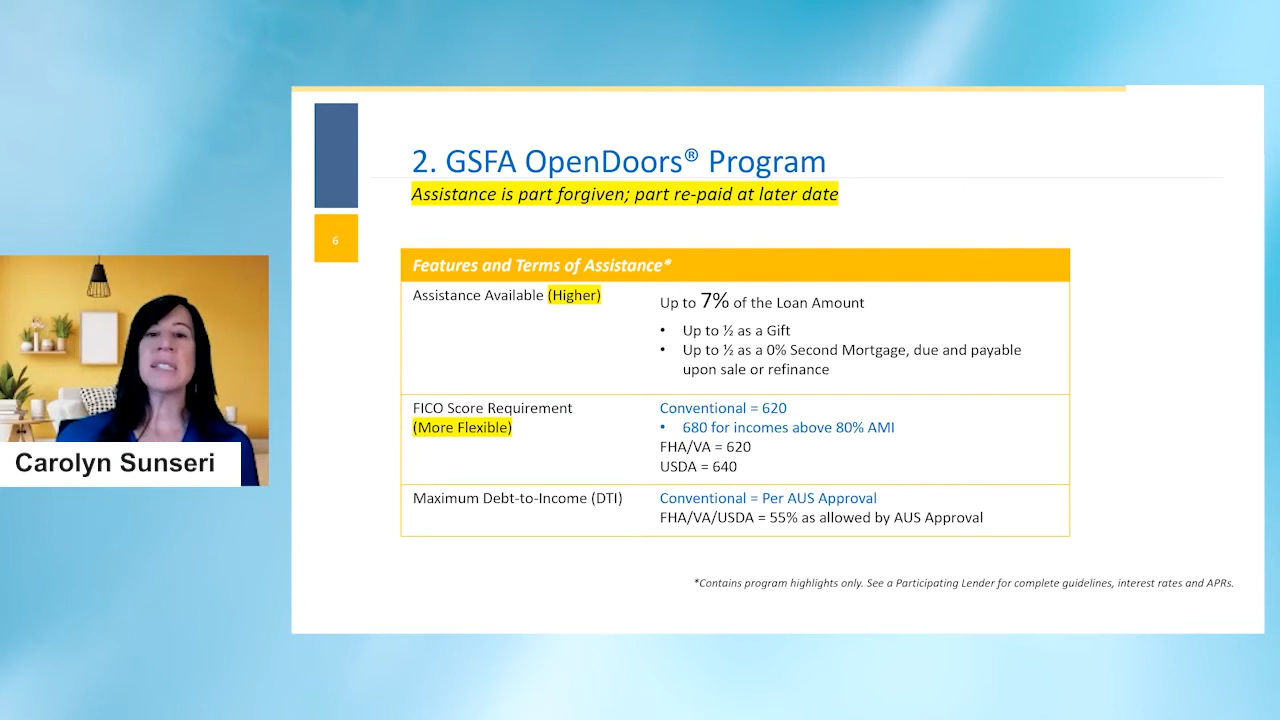 2. GSFA OpenDoors® Program
Assistance is part forgiven; part re-paid at later date
6
Features and Terms of Assistance*
Assistance Available (Higher)
Up to 7% of the Loan Amount
• Up to ½ as a Gift
• Up to ½ as a 0% Second Mortgage, due and payable
upon sale or refinance
FICO Score Requirement
(More Flexible)
Conventional = 620
• 680 for incomes above 80% AMI
FHA/VA = 620
USDA = 640
Maximum Debt-to-Income (DTI)
Conventional = Per AUS Approval
FHA/VA/USDA = 55% as allowed by AUS Approval
Carolyn Sunseri
*Contains program highlights only. See a Participating Lender for complete guidelines, interest rates and APRs.